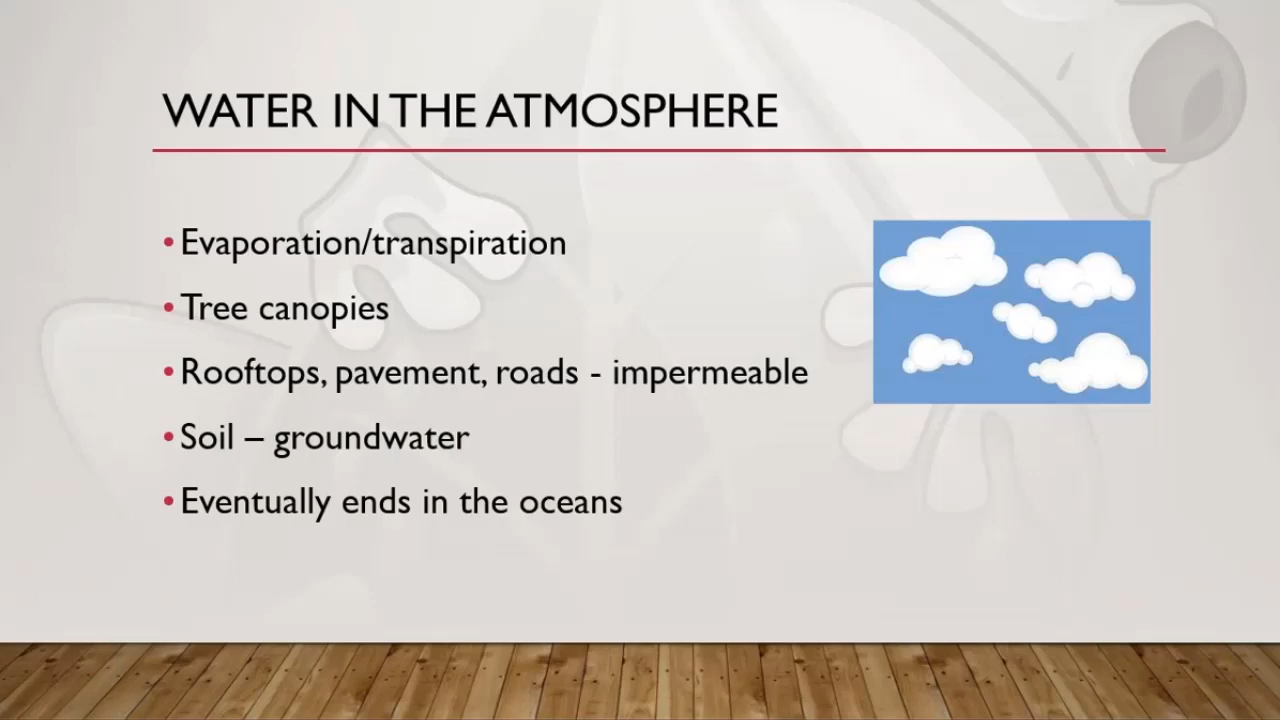 WATER IN THE ATMOSPHERE
• Evaporation/transpiration
• Tree canopies
• Rooftops, pavement, roads - impermeable
• Soil – groundwater
• Eventually ends in the oceans